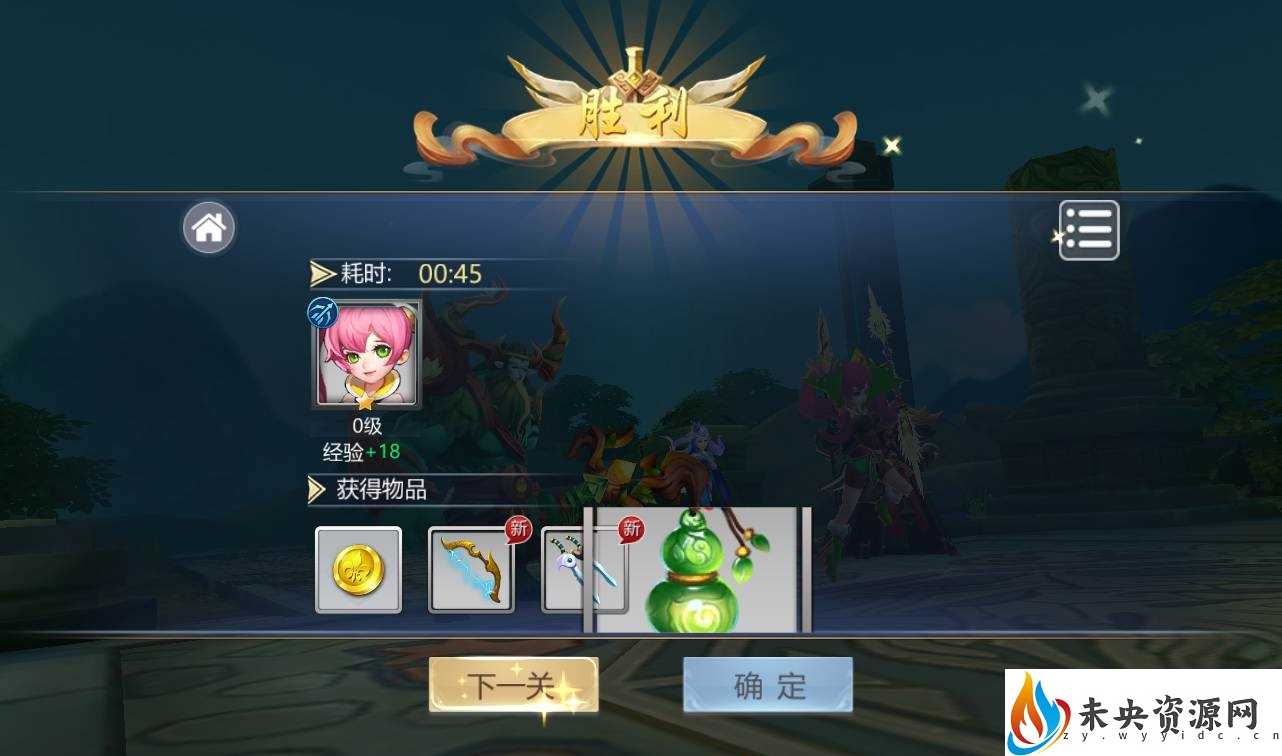 胜利
耗时: 00:45
0级
经验+18
获得物品
新
新
下一关
确定
未央资源网
zy.wyyidc.cn